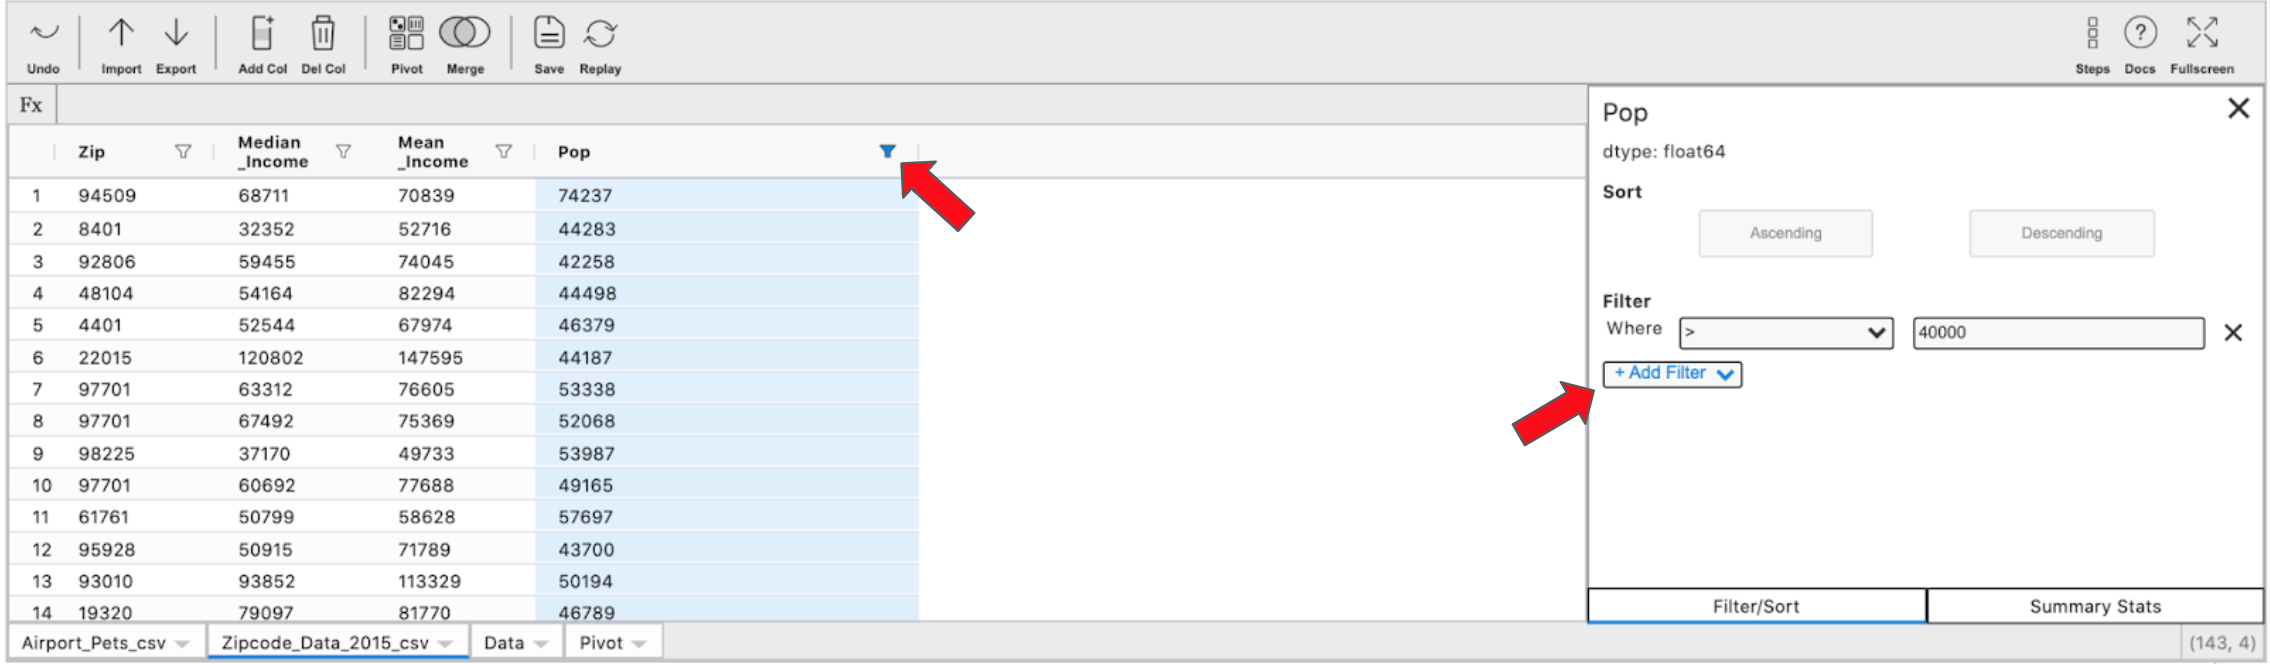 Undo Import Export Add Col Del Col Pivot Merge Save Replay Steps ? Docs Fullscreen
Fx
Zip Median _Income Mean _Income Pop
1 94509 68711 70839 74237
2 8401 32352 52716 44283
3 92806 59455 74045 42258
4 48104 54164 82294 44498
5 4401 52544 67974 46379
6 22015 120802 147595 44187
7 97701 63312 76605 53338
8 97701 67492 75369 52068
9 98225 37170 49733 53987
10 97701 60692 77688 49165
11 61761 50799 58628 57697
12 95928 50915 71789 43700
13 93010 93852 113329 50194
14 19320 79097 81770 46789
Pop
dtype: float64
Sort
Ascending Descending
Filter
Where > 40000
+ Add Filter
Filter/Sort Summary Stats
Airport_Pets_csv Zipcode_Data_2015_csv Data Pivot (143, 4)